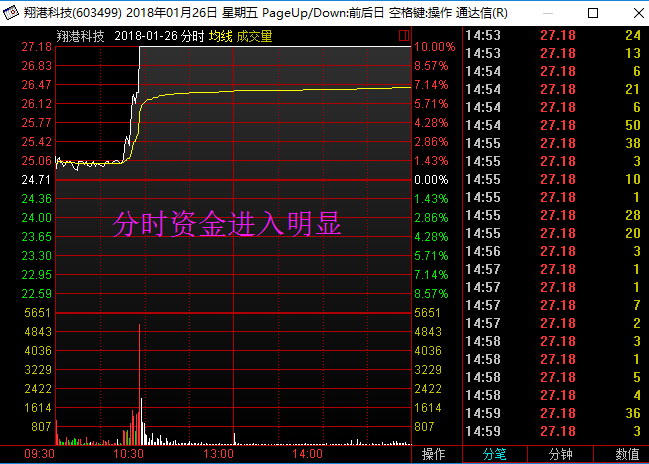 翔港科技(603499) 2018年01月26日 星期五 PageUp/Down:前后日 空格键:操作 通达信(R)
翔港科技 2018-01-26 分时 均线 成交量
27.18 10.00%
26.83 8.57%
26.47 7.14%
26.12 5.71%
25.77 4.28%
25.42 2.86%
25.06 1.43%
24.71 0.00%
24.36 1.43%
24.00 2.86%
23.65 4.28%
23.30 5.71%
22.95 7.14%
22.59 8.57%
分时资金进入明显
5651 5651
4843 4843
4036 4036
3229 3229
2422 2422
1614 1614
807 807
09:30 10:30 13:00 14:00 操作
14:53 27.18 24
14:53 27.18 13
14:54 27.18 6
14:54 27.18 21
14:54 27.18 6
14:54 27.18 50
14:55 27.18 38
14:55 27.18 3
14:55 27.18 10
14:55 27.18 1
14:55 27.18 28
14:55 27.18 20
14:56 27.18 3
14:57 27.18 1
14:57 27.18 1
14:57 27.18 7
14:57 27.18 2
14:58 27.18 3
14:58 27.18 1
14:58 27.18 5
14:58 27.18 4
14:59 27.18 36
14:59 27.18 3
分笔 分钟 数值